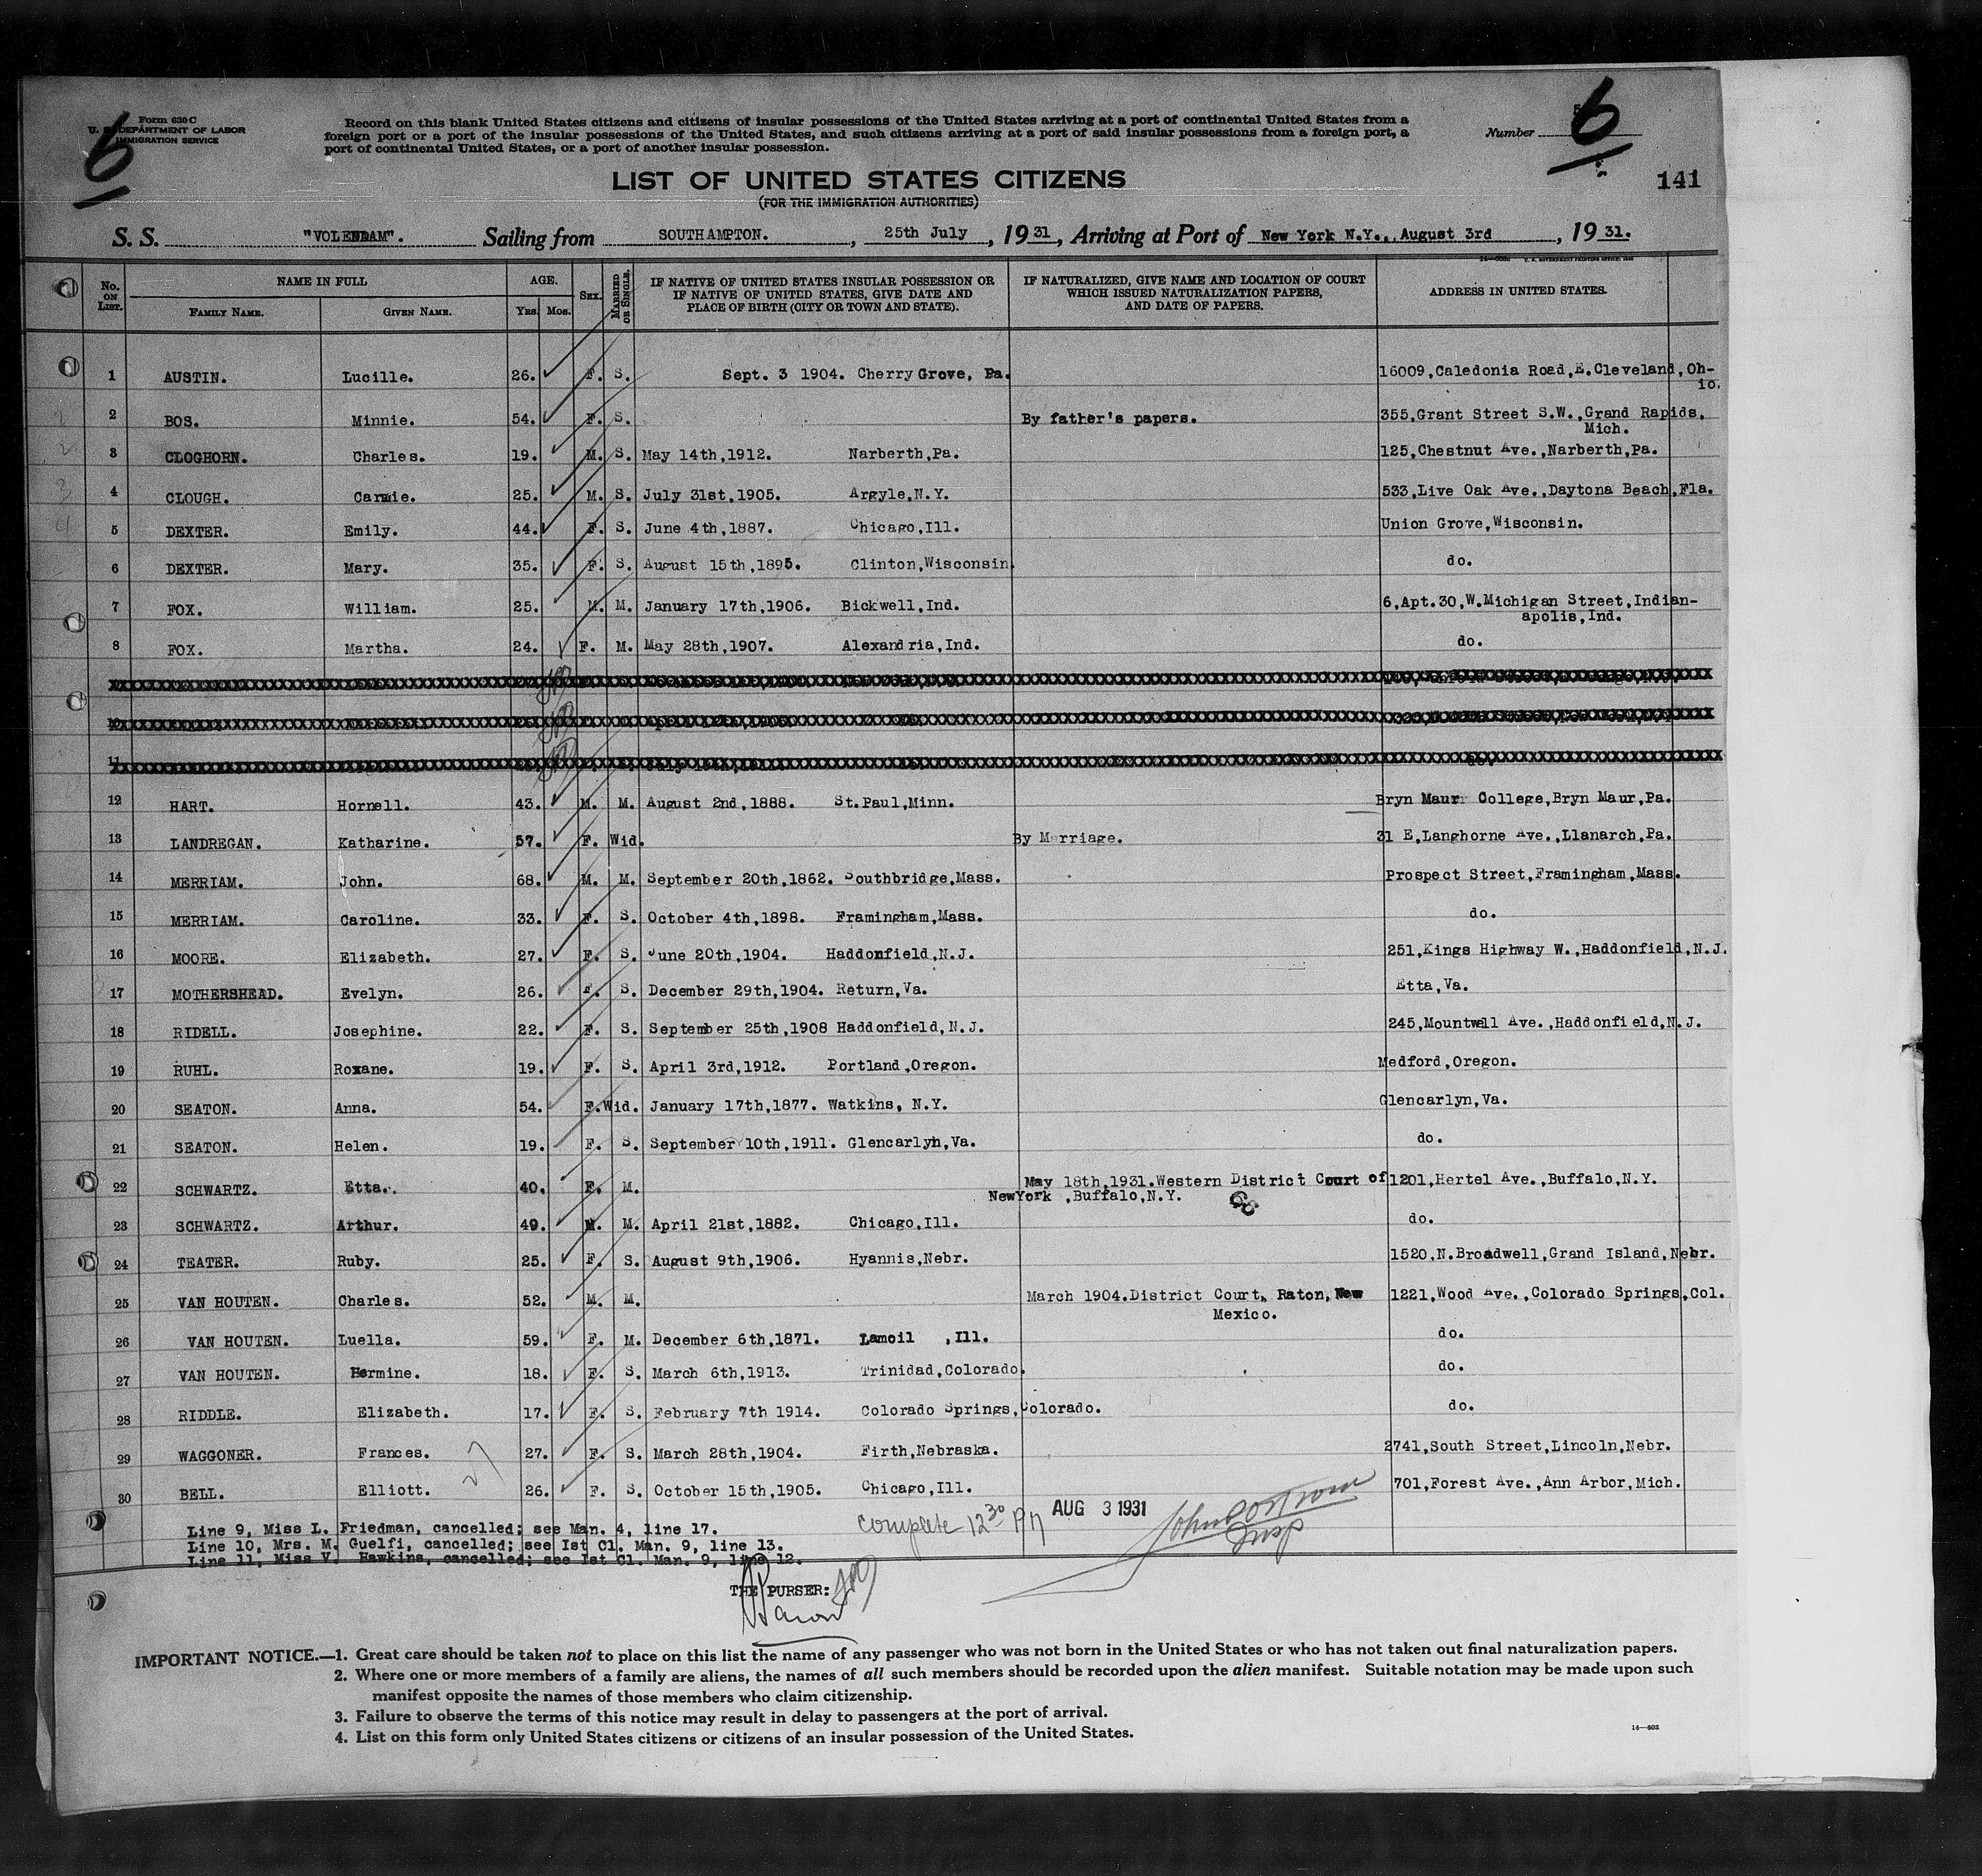 Form 630 C
U. S. DEPARTMENT OF LABOR
IMMIGRATION SERVICE
6
Record on this blank United States citizens and citizens of insular possessions of the United States arriving at a port of continental United States from a
foreign port or a port of the insular possessions of the United States, and such citizens arriving at a port of said insular possessions from a foreign port, a
port of continental United States, or a port of another insular possession.
Number 6
141
LIST OF UNITED STATES CITIZENS
(FOR THE IMMIGRATION AUTHORITIES)
S. S. "VOLENDAM". Sailing from SOUTHAMPTON. , 25th July , 19 31 , Arriving at Port of New York N.Y., August 3rd , 19 31.
No. ON LIST. NAME IN FULL FAMILY NAME. GIVEN NAME. AGE. YRS. MOS. SEX. MARRIED OR SINGLE. IF NATIVE OF UNITED STATES INSULAR POSSESSION OR IF NATIVE OF UNITED STATES, GIVE DATE AND PLACE OF BIRTH (CITY OR TOWN AND STATE). IF NATURALIZED, GIVE NAME AND LOCATION OF COURT WHICH ISSUED NATURALIZATION PAPERS, AND DATE OF PAPERS. ADDRESS IN UNITED STATES.
1 AUSTIN. Lucille. 26. F. S. Sept. 3 1904. Cherry Grove, Pa. 16009,Caledonia Road,E.Cleveland,Oh-
io.
2 BOS. Minnie. 54. F. S. By father's papers. 355,Grant Street S.W.,Grand Rapids,
Mich.
3 CLOGHORN. Charles. 19. M. S. May 14th,1912. Narberth,Pa. 125,Chestnut Ave.,Narberth,Pa.
4 CLOUGH. Carmie. 25. M. S. July 31st,1905. Argyle,N.Y. 533,Live Oak Ave.,Daytona Beach,Fla.
5 DEXTER. Emily. 44. F. S. June 4th,1887. Chicago,Ill. Union Grove,Wisconsin.
6 DEXTER. Mary. 35. F. S. August 15th,1895. Clinton,Wisconsin. do.
7 FOX. William. 25. M. M. January 17th,1906. Bickwell,Ind. 6,Apt.30,W.Michigan Street,Indian-
apolis,Ind.
8 FOX. Martha. 24. F. M. May 28th,1907. Alexandria,Ind. do.
11
12 HART. Hornell. 43. M. M. August 2nd,1888. St.Paul,Minn. Bryn Maur College,Bryn Maur,Pa.
13 LANDREGAN. Katharine. 57. F. Wid. By Marriage. 31 E,Langhorne Ave.,Llanarch,Pa.
14 MERRIAM. John. 68. M. M. September 20th,1862. Southbridge,Mass. Prospect Street,Framingham,Mass.
15 MERRIAM. Caroline. 33. F. S. October 4th,1898. Framingham,Mass. do.
16 MOORE. Elizabeth. 27. F. S. June 20th,1904. Haddonfield,N.J. 251,Kings Highway W.,Haddonfield,N.J.
17 MOTHERSHEAD. Evelyn. 26. F. S. December 29th,1904. Return,Va. Etta,Va.
18 RIDELL. Josephine. 22. F. S. September 25th,1908 Haddonfield,N.J. 245,Mountwell Ave.,Haddonfield,N.J.
19 RUHL. Roxane. 19. F. S. April 3rd,1912. Portland,Oregon. Medford,Oregon.
20 SEATON. Anna. 54. F. Wid. January 17th,1877. Watkins, N.Y. Glencarlyn,Va.
21 SEATON. Helen. 19. F. S. September 10th,1911. Glencarlyn,Va. do.
22 SCHWARTZ. Etta. 40. F. M. May 18th,1931.Western District Court of 1201,Hertel Ave.,Buffalo,N.Y.
NewYork ,Buffalo,N.Y.
23 SCHWARTZ. Arthur. 49. M. M. April 21st,1882. Chicago,Ill. do.
24 TEATER. Ruby. 25. F. S. August 9th,1906. Hyannis,Nebr. 1520,N.Broadwell,Grand Island,Nebr.
25 VAN HOUTEN. Charles. 52. M. M. March 1904.District Court, Raton,New 1221,Wood Ave.,Colorado Springs,Col.
Mexico.
26 VAN HOUTEN. Luella. 59. F. M. December 6th,1871. Lamoil ,Ill. do.
27 VAN HOUTEN. Hermine. 18. F. S. March 6th,1913. Trinidad,Colorado. do.
28 RIDDLE. Elizabeth. 17. F. S. February 7th 1914. Colorado Springs,Colorado. do.
29 WAGGONER. Frances. 27. F. S. March 28th,1904. Firth,Nebraska. 2741,South Street,Lincoln,Nebr.
30 BELL. Elliott. 26. F. S. October 15th,1905. Chicago,Ill. 701,Forest Ave.,Ann Arbor,Mich.
27
Line 9, Miss L. Friedman, cancelled; see Man. 4, line 17.
Line 10, Mrs. M. Guelfi, cancelled; see Ist Cl. Man. 9, line 13.
Line 11, Miss V. Hawkins, cancelled; see Ist Cl. Man. 9, line 12.
complete 12 30 PM
AUG 3 1931
Insp
THE PURSER:
IMPORTANT NOTICE.—1. Great care should be taken not to place on this list the name of any passenger who was not born in the United States or who has not taken out final naturalization papers.
2. Where one or more members of a family are aliens, the names of all such members should be recorded upon the alien manifest. Suitable notation may be made upon such
manifest opposite the names of those members who claim citizenship.
3. Failure to observe the terms of this notice may result in delay to passengers at the port of arrival.
4. List on this form only United States citizens or citizens of an insular possession of the United States.